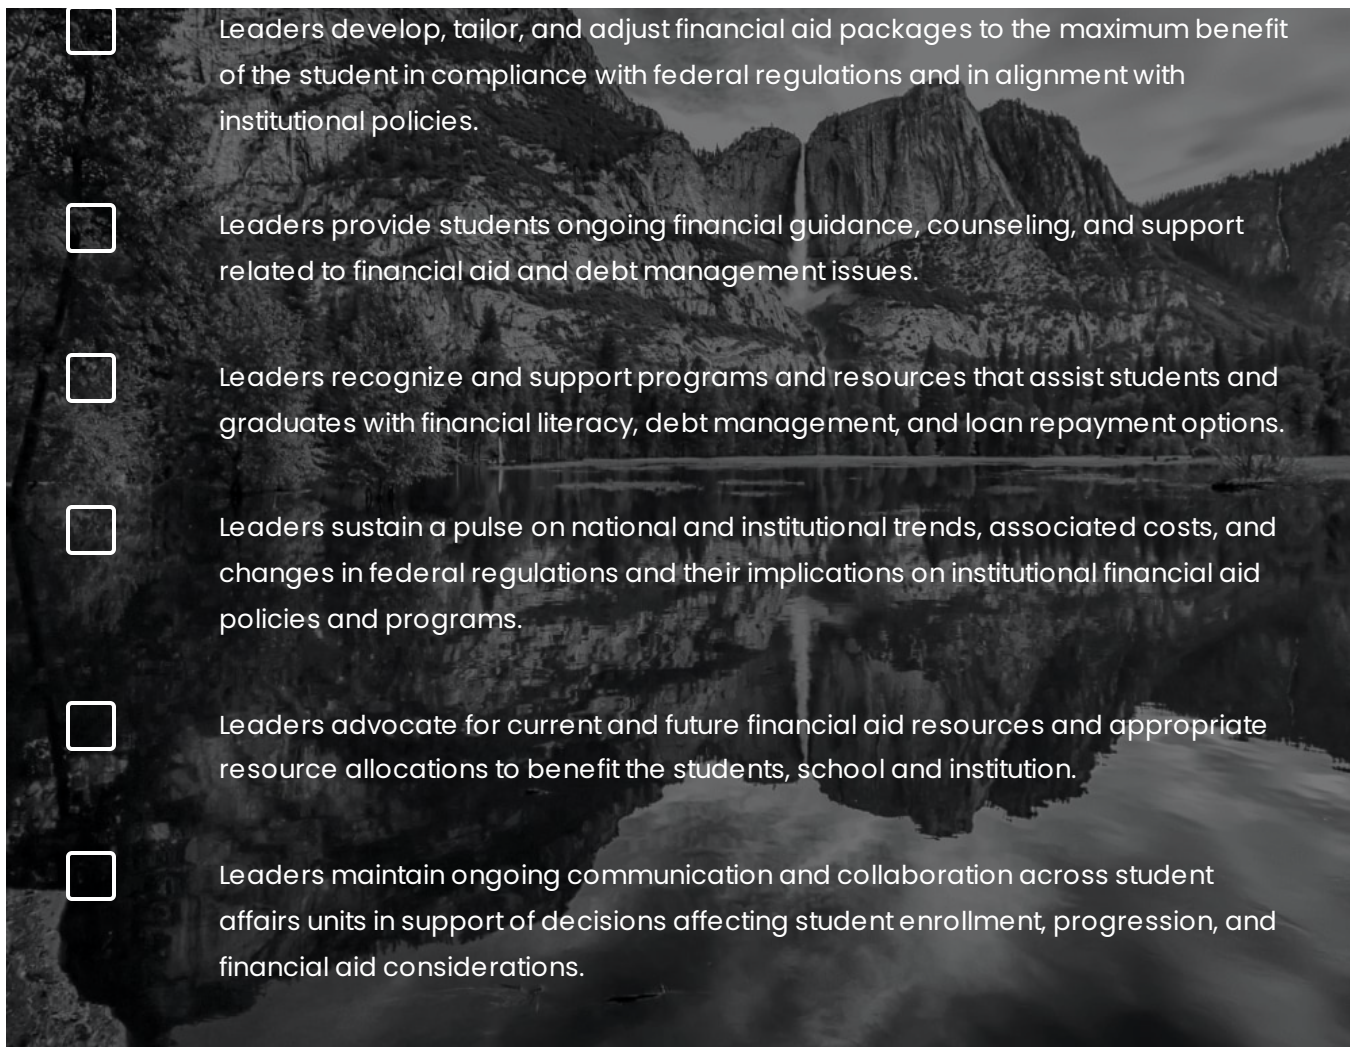 Leaders develop, tailor, and adjust financial aid packages to the maximum benefit
of the student in compliance with federal regulations and in alignment with
institutional policies.
Leaders provide students ongoing financial guidance, counseling, and support
related to financial aid and debt management issues.
Leaders recognize and support programs and resources that assist students and
graduates with financial literacy, debt management, and loan repayment options.
Leaders sustain a pulse on national and institutional trends, associated costs, and
changes in federal regulations and their implications on institutional financial aid
policies and programs.
Leaders advocate for current and future financial aid resources and appropriate
resource allocations to benefit the students, school and institution.
Leaders maintain ongoing communication and collaboration across student
affairs units in support of decisions affecting student enrollment, progression, and
financial aid considerations.